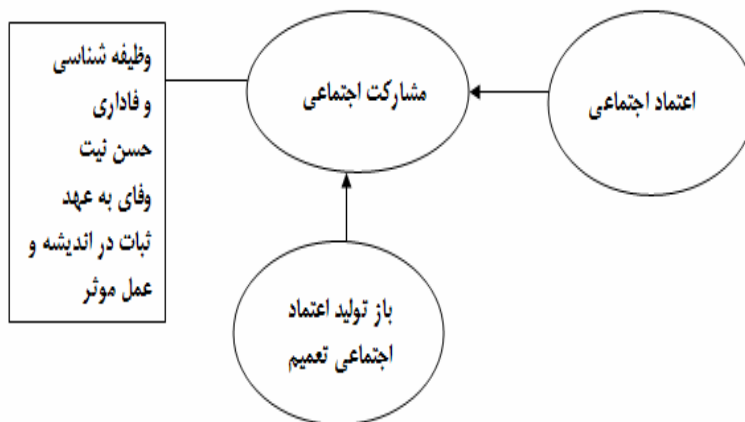 اعتماد اجتماعی
مشارکت اجتماعی
وظیفه شناسی
و فاداری
حسن نیت
وفای به عهد
ثبات در اندیشه و
عمل موثر
باز تولید اعتماد
اجتماعی تعمیم